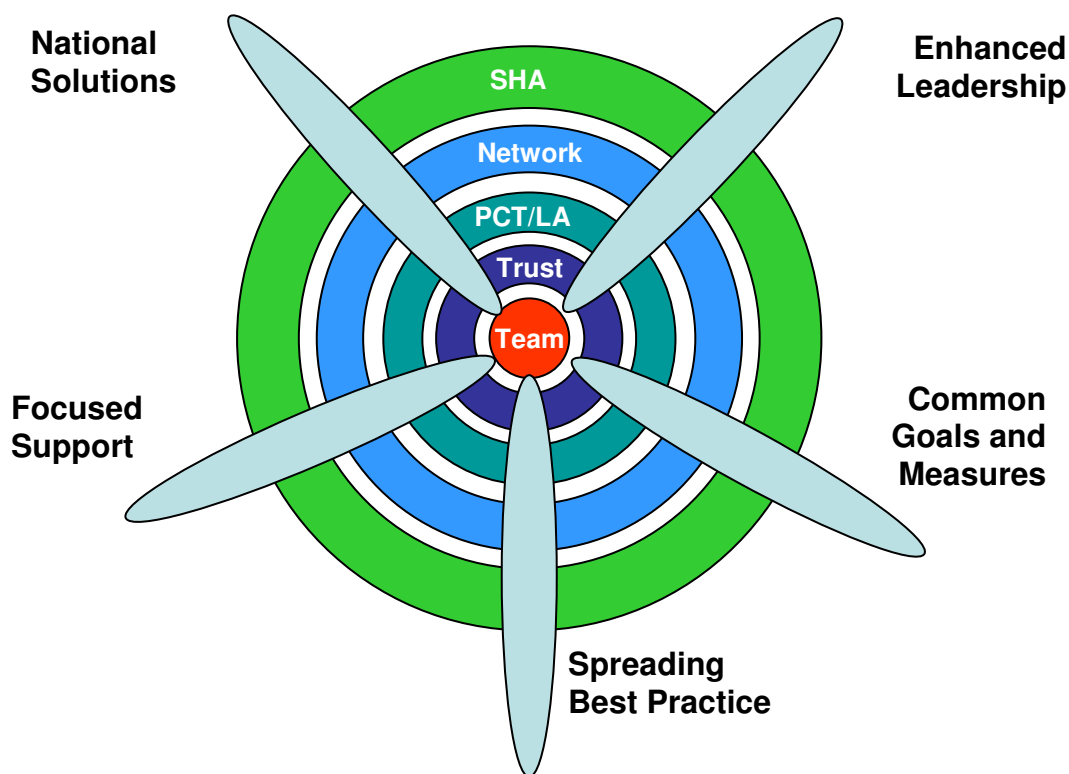 National
Solutions
Enhanced
Leadership
SHA
Network
PCT/LA
Trust
Team
Focused
Support
Common
Goals and
Measures
Spreading
Best Practice